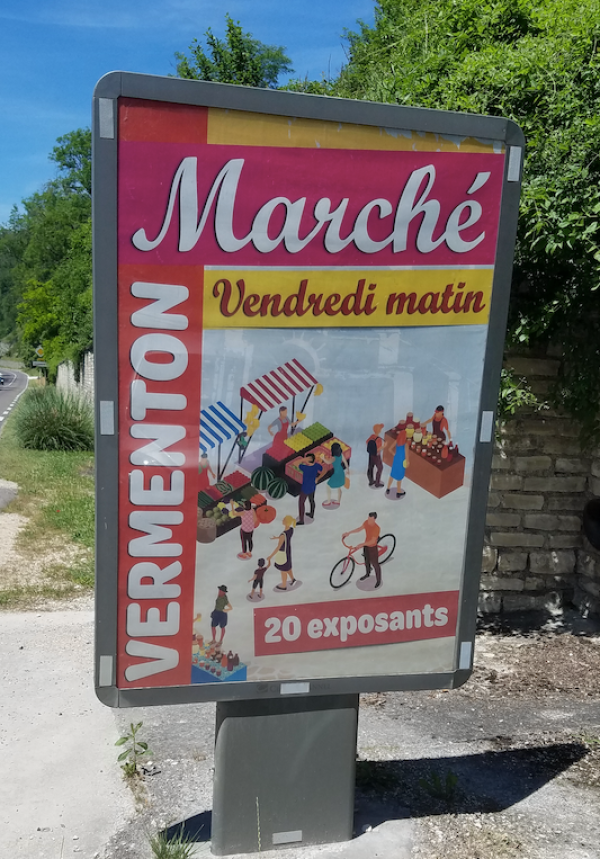 Marché
Vendredi matin
VERMENTON
20 exposants